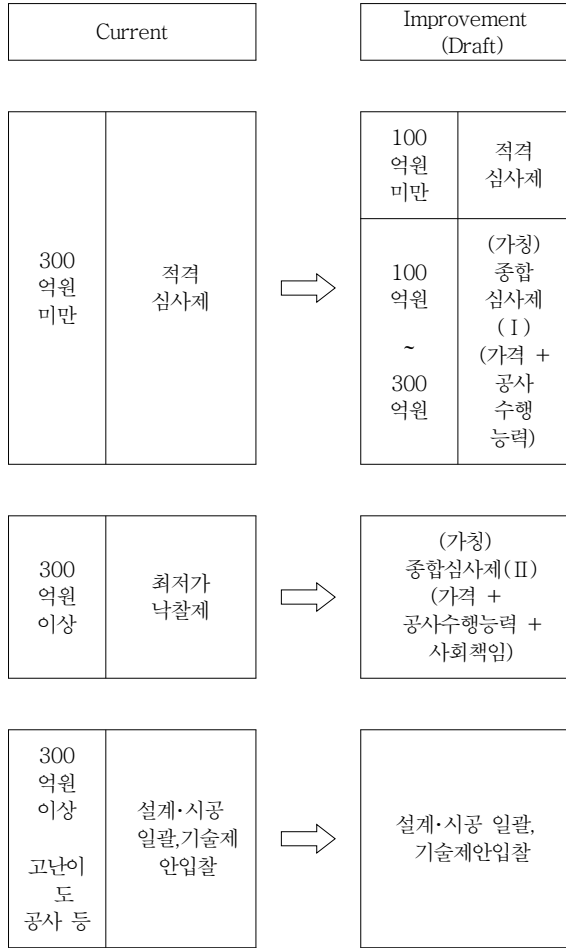 Current
Improvement
(Draft)
300
억원
미만
적격
심사제
100
억원
미만
적격
심사제
100
억원
~
300
억원
(가칭)
종합
심사제
(Ⅰ)
(가격 +
공사
수행
능력)
300
억원
이상
최저가
낙찰제
(가칭)
종합심사제(Ⅱ)
(가격 +
공사수행능력 +
사회책임)
300
억원
이상
고난이
도
공사 등
설계·시공
일괄,기술제
안입찰
설계·시공 일괄,
기술제안입찰